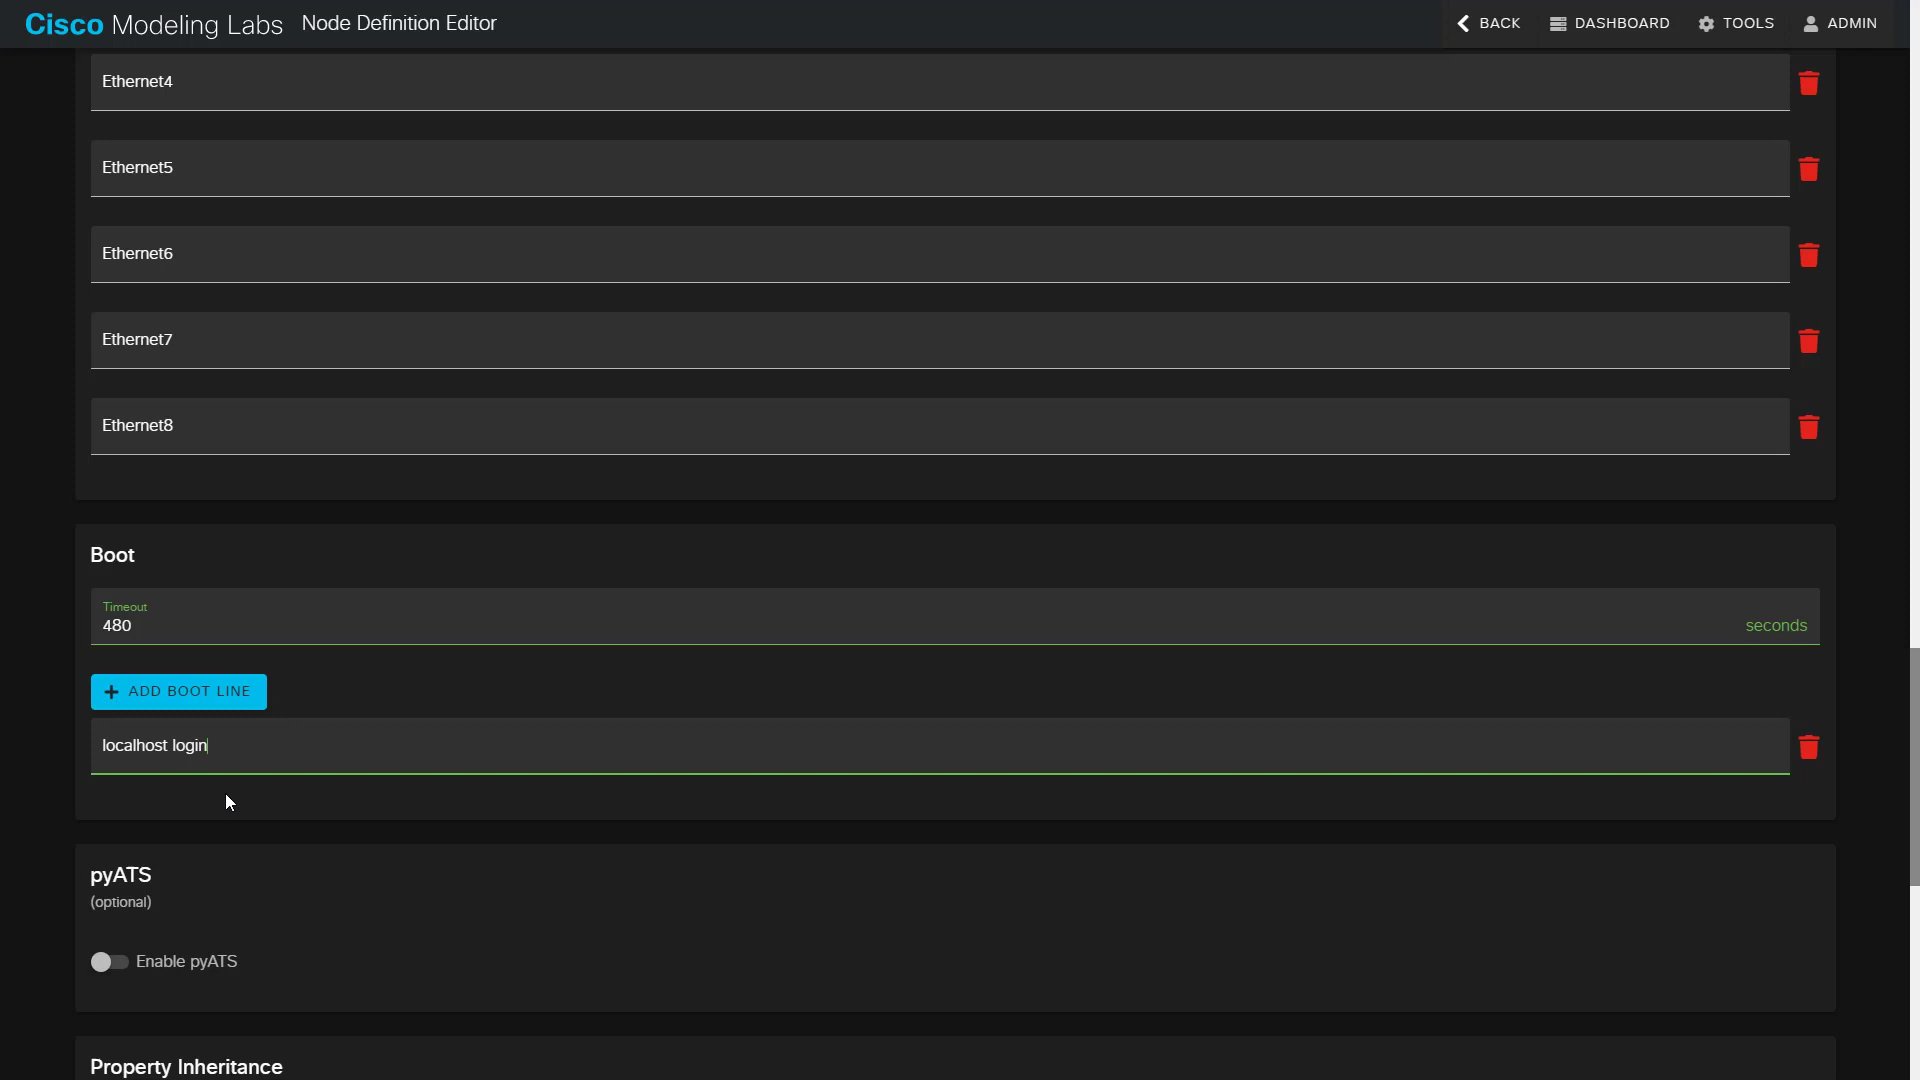 Cisco Modeling Labs Node Definition Editor BACK DASHBOARD TOOLS ADMIN
Ethernet4
Ethernet5
Ethernet6
Ethernet7
Ethernet8
Boot
Timeout
480 seconds
ADD BOOT LINE
localhost login
pyATS
(optional)
Enable pyATS
Property Inheritance